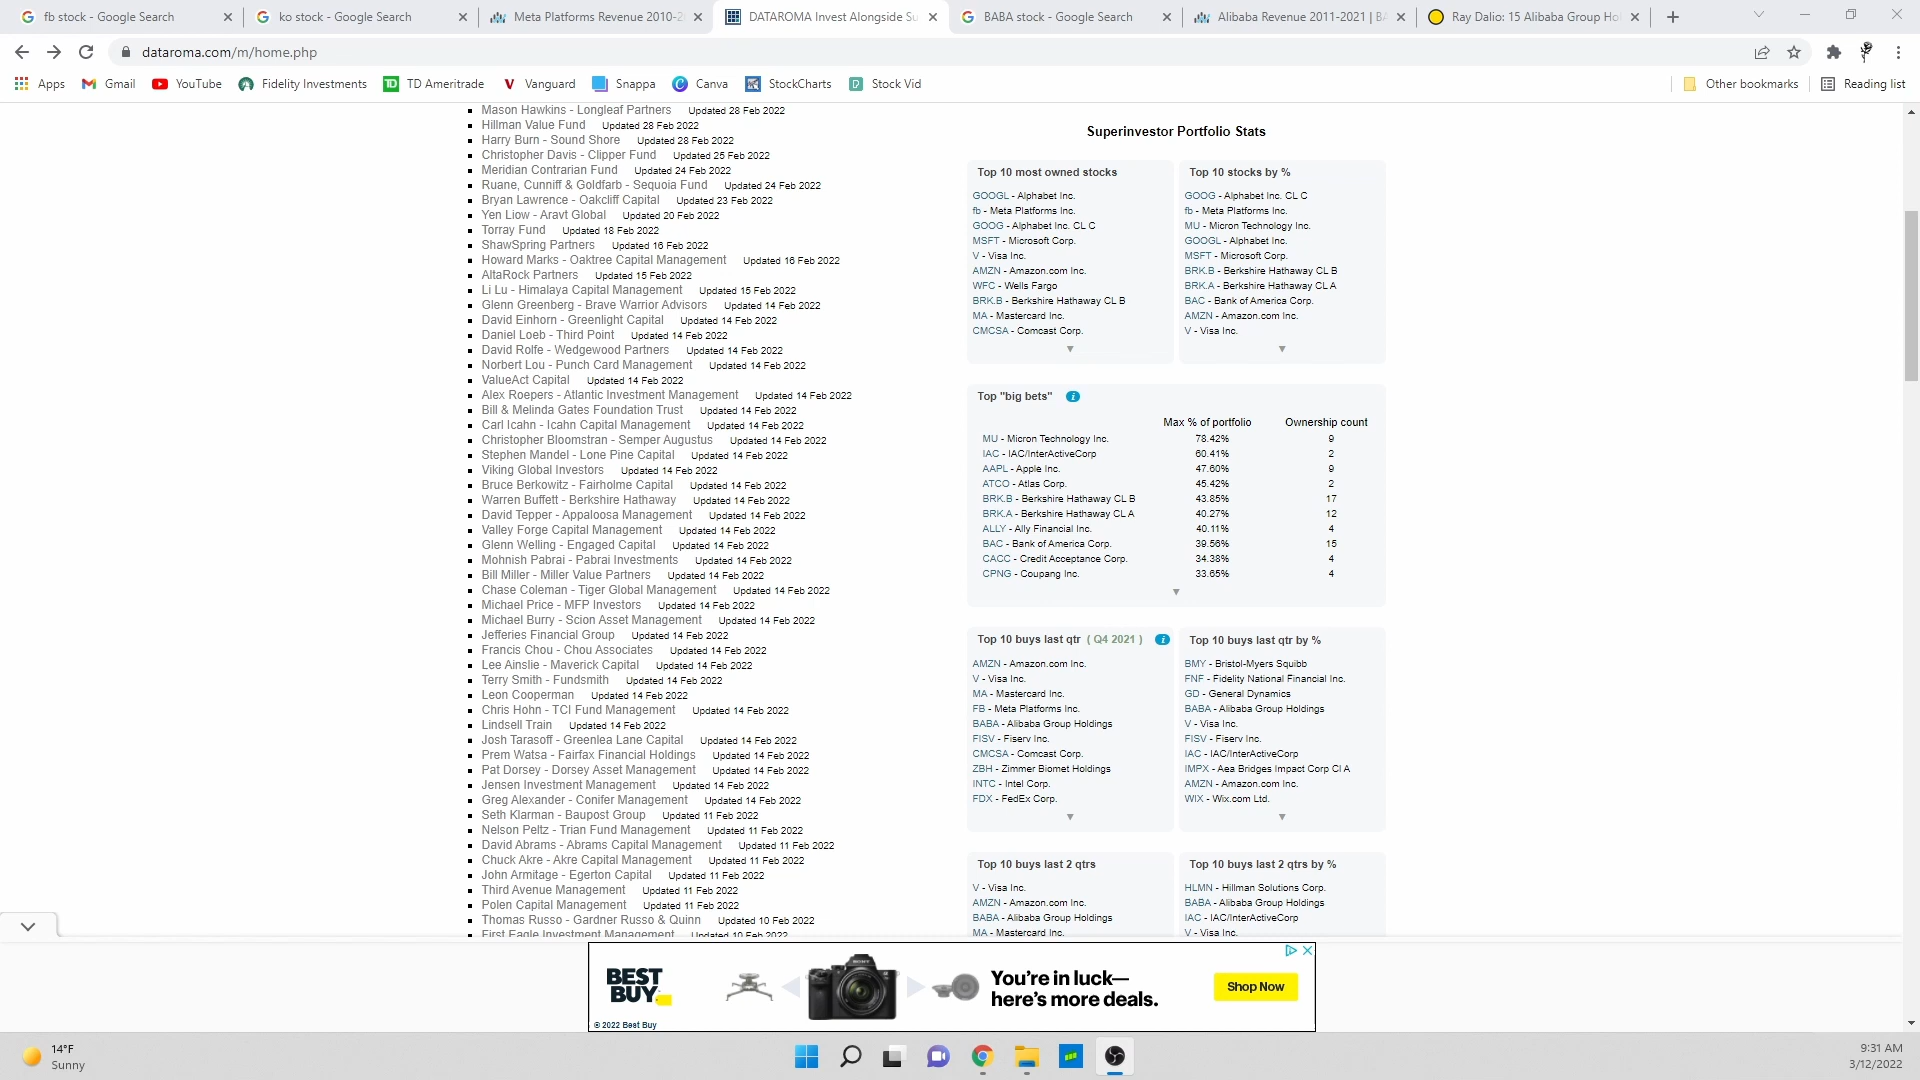 fb stock - Google Search
ko stock - Google Search
Meta Platforms Revenue 2010-2
DATAROMA Invest Alongside Su
BABA stock - Google Search
Alibaba Revenue 2011-2021 | BA
Ray Dalio: 15 Alibaba Group Hol
dataroma.com/m/home.php
Apps
Gmail
YouTube
Fidelity Investments
TD Ameritrade
Vanguard
Snappa
Canva
StockCharts
Stock Vid
Other bookmarks
Reading list
Mason Hawkins - Longleaf Partners Updated 28 Feb 2022
Hillman Value Fund Updated 28 Feb 2022
Harry Burn - Sound Shore Updated 28 Feb 2022
Christopher Davis - Clipper Fund Updated 25 Feb 2022
Meridian Contrarian Fund Updated 24 Feb 2022
Ruane, Cunniff & Goldfarb - Sequoia Fund Updated 24 Feb 2022
Bryan Lawrence - Oakcliff Capital Updated 23 Feb 2022
Yen Liow - Aravt Global Updated 20 Feb 2022
Torray Fund Updated 18 Feb 2022
ShawSpring Partners Updated 16 Feb 2022
Howard Marks - Oaktree Capital Management Updated 16 Feb 2022
AltaRock Partners Updated 15 Feb 2022
Li Lu - Himalaya Capital Management Updated 15 Feb 2022
Glenn Greenberg - Brave Warrior Advisors Updated 14 Feb 2022
David Einhorn - Greenlight Capital Updated 14 Feb 2022
Daniel Loeb - Third Point Updated 14 Feb 2022
David Rolfe - Wedgewood Partners Updated 14 Feb 2022
Norbert Lou - Punch Card Management Updated 14 Feb 2022
ValueAct Capital Updated 14 Feb 2022
Alex Roepers - Atlantic Investment Management Updated 14 Feb 2022
Bill & Melinda Gates Foundation Trust Updated 14 Feb 2022
Carl Icahn - Icahn Capital Management Updated 14 Feb 2022
Christopher Bloomstran - Semper Augustus Updated 14 Feb 2022
Stephen Mandel - Lone Pine Capital Updated 14 Feb 2022
Viking Global Investors Updated 14 Feb 2022
Bruce Berkowitz - Fairholme Capital Updated 14 Feb 2022
Warren Buffett - Berkshire Hathaway Updated 14 Feb 2022
David Tepper - Appaloosa Management Updated 14 Feb 2022
Valley Forge Capital Management Updated 14 Feb 2022
Glenn Welling - Engaged Capital Updated 14 Feb 2022
Mohnish Pabrai - Pabrai Investments Updated 14 Feb 2022
Bill Miller - Miller Value Partners Updated 14 Feb 2022
Chase Coleman - Tiger Global Management Updated 14 Feb 2022
Michael Price - MFP Investors Updated 14 Feb 2022
Michael Burry - Scion Asset Management Updated 14 Feb 2022
Jefferies Financial Group Updated 14 Feb 2022
Francis Chou - Chou Associates Updated 14 Feb 2022
Lee Ainslie - Maverick Capital Updated 14 Feb 2022
Terry Smith - Fundsmith Updated 14 Feb 2022
Leon Cooperman Updated 14 Feb 2022
Chris Hohn - TCI Fund Management Updated 14 Feb 2022
Lindsell Train Updated 14 Feb 2022
Josh Tarasoff - Greenlea Lane Capital Updated 14 Feb 2022
Prem Watsa - Fairfax Financial Holdings Updated 14 Feb 2022
Pat Dorsey - Dorsey Asset Management Updated 14 Feb 2022
Jensen Investment Management Updated 14 Feb 2022
Greg Alexander - Conifer Management Updated 14 Feb 2022
Seth Klarman - Baupost Group Updated 11 Feb 2022
Nelson Peltz - Trian Fund Management Updated 11 Feb 2022
David Abrams - Abrams Capital Management Updated 11 Feb 2022
Chuck Akre - Akre Capital Management Updated 11 Feb 2022
John Armitage - Egerton Capital Updated 11 Feb 2022
Third Avenue Management Updated 11 Feb 2022
Polen Capital Management Updated 11 Feb 2022
Thomas Russo - Gardner Russo & Quinn Updated 10 Feb 2022
First Eagle Investment Management Updated 10 Feb 2022
Superinvestor Portfolio Stats
Top 10 most owned stocks
GOOGL - Alphabet Inc.
fb - Meta Platforms Inc.
GOOG - Alphabet Inc. CL C
MSFT - Microsoft Corp.
V - Visa Inc.
AMZN - Amazon.com Inc.
WFC - Wells Fargo
BRK.B - Berkshire Hathaway CL B
MA - Mastercard Inc.
CMCSA - Comcast Corp.
Top 10 stocks by %
GOOG - Alphabet Inc. CL C
fb - Meta Platforms Inc.
MU - Micron Technology Inc.
GOOGL - Alphabet Inc.
MSFT - Microsoft Corp.
BRK.B - Berkshire Hathaway CL B
BRK.A - Berkshire Hathaway CL A
BAC - Bank of America Corp.
AMZN - Amazon.com Inc.
V - Visa Inc.
Top "big bets" i
Max % of portfolio Ownership count
MU - Micron Technology Inc. 78.42% 9
IAC - IAC/InterActiveCorp 60.41% 2
AAPL - Apple Inc. 47.60% 9
ATCO - Atlas Corp. 45.42% 2
BRK.B - Berkshire Hathaway CL B 43.85% 17
BRK.A - Berkshire Hathaway CL A 40.27% 12
ALLY - Ally Financial Inc. 40.11% 4
BAC - Bank of America Corp. 39.56% 15
CACC - Credit Acceptance Corp. 34.38% 4
CPNG - Coupang Inc. 33.65% 4
Top 10 buys last qtr ( Q4 2021 ) i
AMZN - Amazon.com Inc.
V - Visa Inc.
MA - Mastercard Inc.
FB - Meta Platforms Inc.
BABA - Alibaba Group Holdings
FISV - Fiserv Inc.
CMCSA - Comcast Corp.
ZBH - Zimmer Biomet Holdings
INTC - Intel Corp.
FDX - FedEx Corp.
Top 10 buys last qtr by %
BMY - Bristol-Myers Squibb
FNF - Fidelity National Financial Inc.
GD - General Dynamics
BABA - Alibaba Group Holdings
V - Visa Inc.
FISV - Fiserv Inc.
IAC - IAC/InterActiveCorp
IMPX - Aea Bridges Impact Corp Cl A
AMZN - Amazon.com Inc.
WIX - Wix.com Ltd.
Top 10 buys last 2 qtrs
V - Visa Inc.
AMZN - Amazon.com Inc.
BABA - Alibaba Group Holdings
MA - Mastercard Inc.
Top 10 buys last 2 qtrs by %
HLMN - Hillman Solutions Corp.
BABA - Alibaba Group Holdings
IAC - IAC/InterActiveCorp
V - Visa Inc.
BEST
BUY
© 2022 Best Buy
You're in luck—
here's more deals.
Shop Now
14°F
Sunny
9:31 AM
3/12/2022